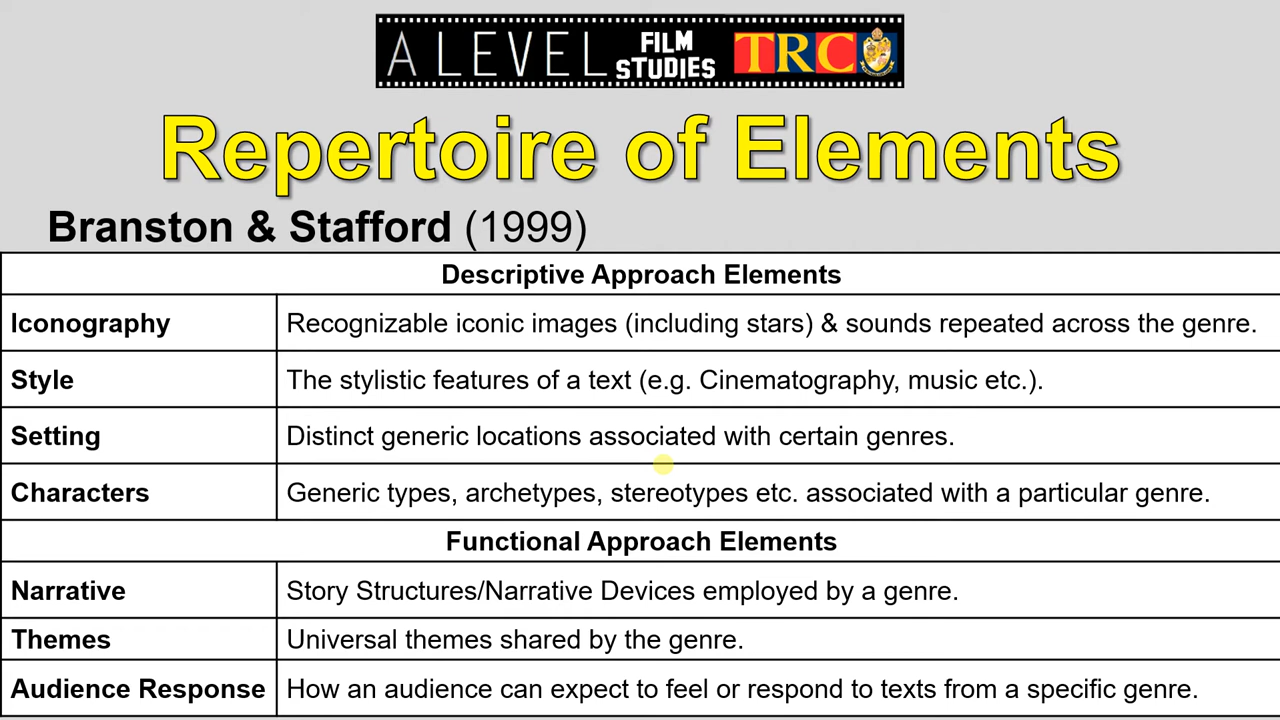 A LEVEL FILM STUDIES TRC
Repertoire of Elements
Branston & Stafford (1999)
Descriptive Approach Elements
Iconography Recognizable iconic images (including stars) & sounds repeated across the genre.
Style The stylistic features of a text (e.g. Cinematography, music etc.).
Setting Distinct generic locations associated with certain genres.
Characters Generic types, archetypes, stereotypes etc. associated with a particular genre.
Functional Approach Elements
Narrative Story Structures/Narrative Devices employed by a genre.
Themes Universal themes shared by the genre.
Audience Response How an audience can expect to feel or respond to texts from a specific genre.